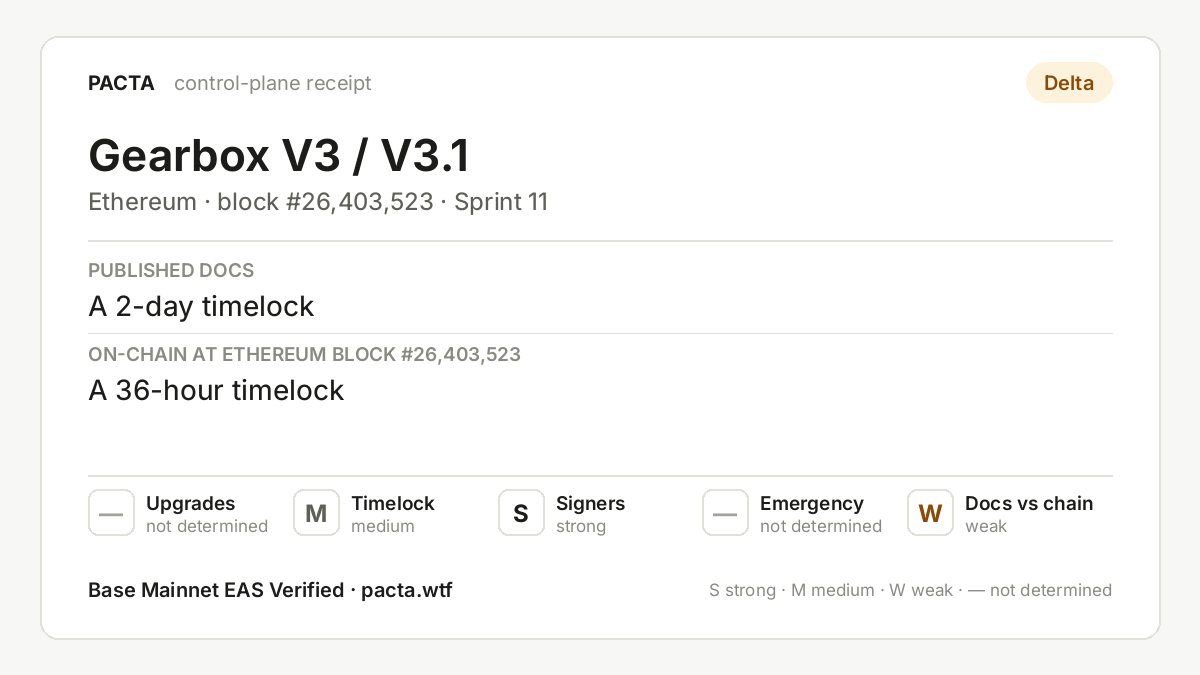 PACTA control-plane receipt Delta
Gearbox V3 / V3.1
Ethereum · block #26,403,523 · Sprint 11
PUBLISHED DOCS
A 2-day timelock
ON-CHAIN AT ETHEREUM BLOCK #26,403,523
A 36-hour timelock
— Upgrades not determined
M Timelock medium
S Signers strong
— Emergency not determined
W Docs vs chain weak
Base Mainnet EAS Verified · pacta.wtf
S strong · M medium · W weak · — not determined